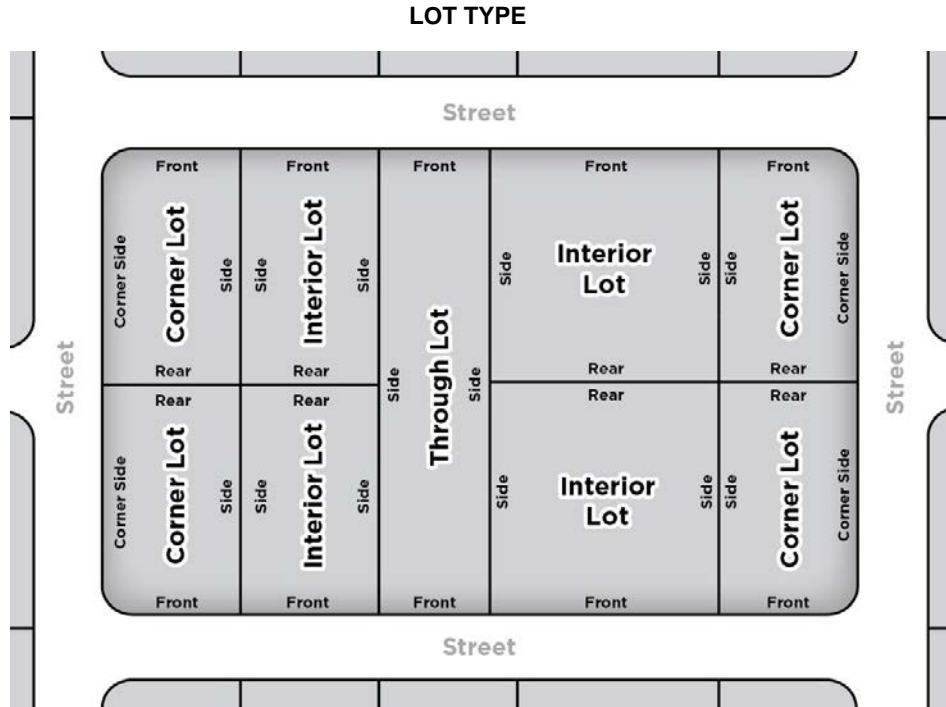 LOT TYPE
Street
Front Front Front Front Front
Corner Side
Corner Lot
Side
Side
Interior Lot
Side
Side
Through Lot
Side
Side
Interior
Lot
Side
Side
Corner Lot
Corner Side
Rear Rear Rear Rear
Street
Street
Rear Rear Rear Rear
Corner Side
Corner Lot
Side
Side
Interior Lot
Side
Side
Interior
Lot
Side
Side
Corner Lot
Corner Side
Front Front Front Front Front
Street